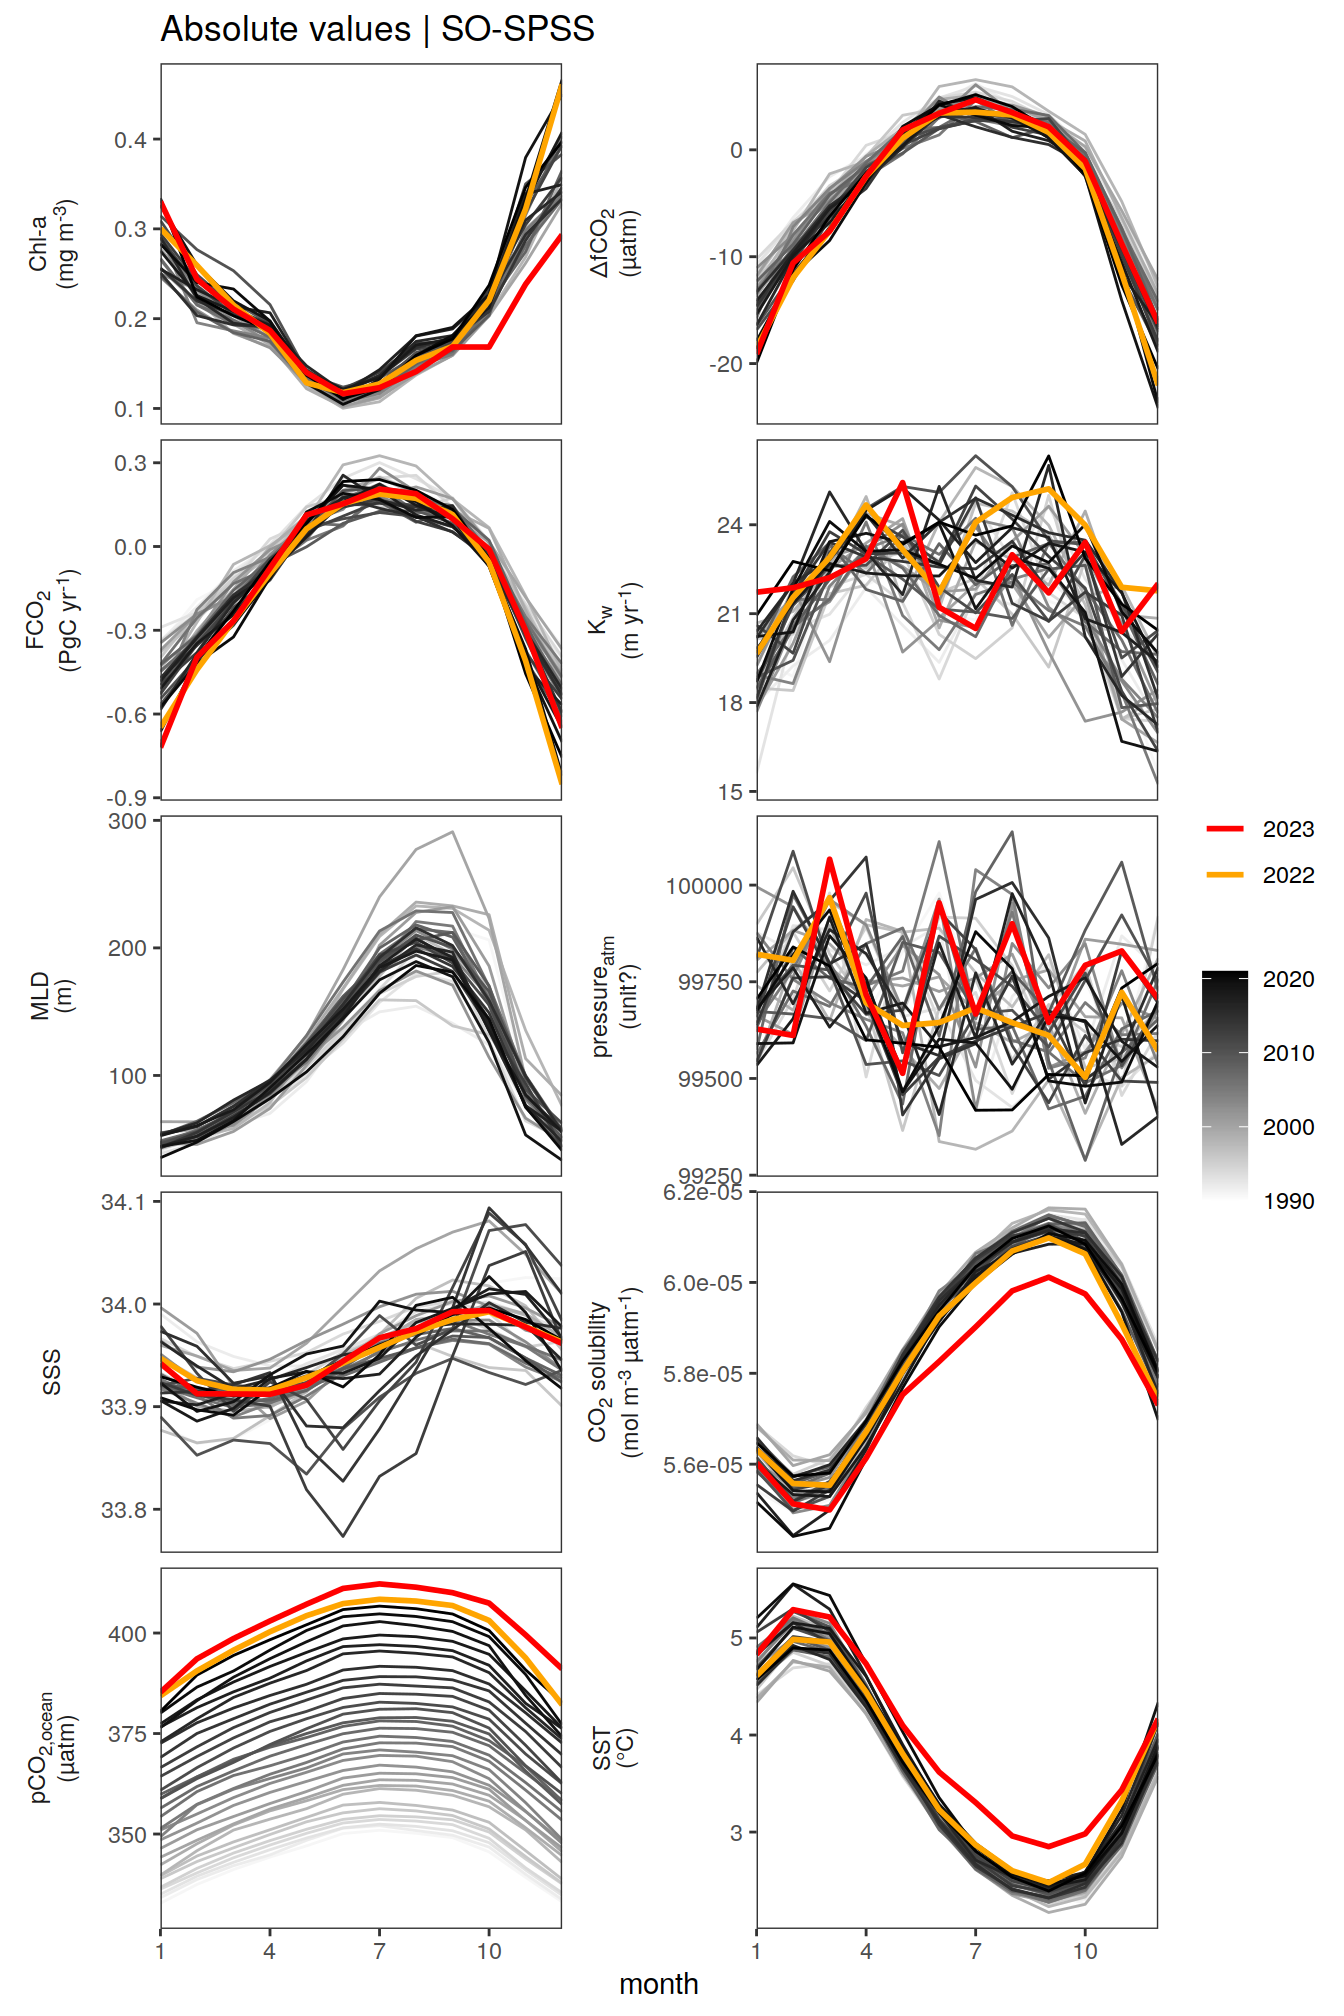 Absolute values | SO-SPSS
Chl-a
(mg m⁻³)
0.4
0.3
0.2
0.1
ΔfCO₂
(µatm)
0
-10
-20
FCO₂
(PgC yr⁻¹)
0.3
0.0
-0.3
-0.6
-0.9
K_w
(m yr⁻¹)
24
21
18
15
MLD
(m)
300
200
100
pressure_atm
(unit?)
100000
99750
99500
99250
SSS
34.1
34.0
33.9
33.8
CO₂ solubility
(mol m⁻³ µatm⁻¹)
6.2e-05
6.0e-05
5.8e-05
5.6e-05
pCO₂,ocean
(µatm)
400
375
350
SST
(°C)
5
4
3
1 4 7 10
1 4 7 10
month
2023
2022
2020
2010
2000
1990